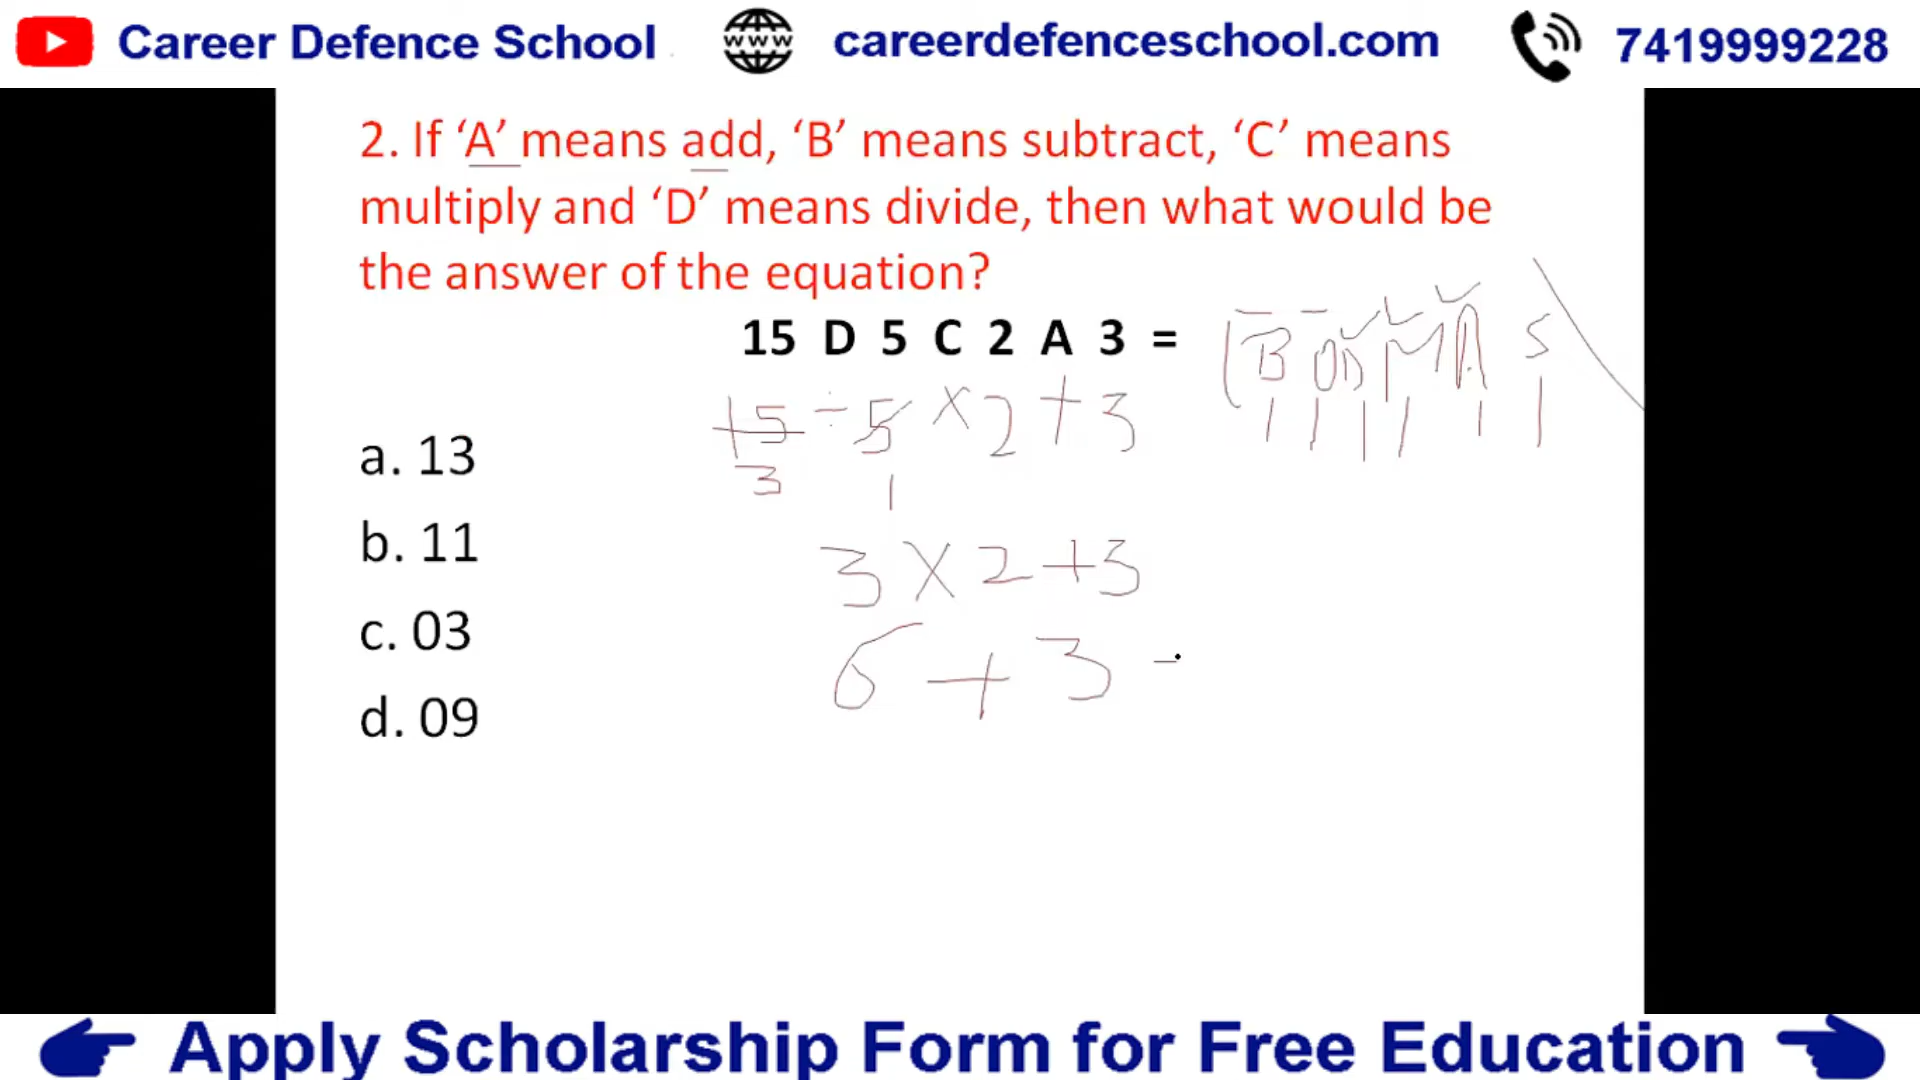 Career Defence School
www
careerdefenceschool.com
7419999228
2. If ‘A’ means add, ‘B’ means subtract, ‘C’ means
multiply and ‘D’ means divide, then what would be
the answer of the equation?
15 D 5 C 2 A 3 =
(BODMAS
15 ÷ 5 × 2 + 3
3 1
3 × 2 + 3
6 + 3 -
a. 13
b. 11
c. 03
d. 09
Apply Scholarship Form for Free Education